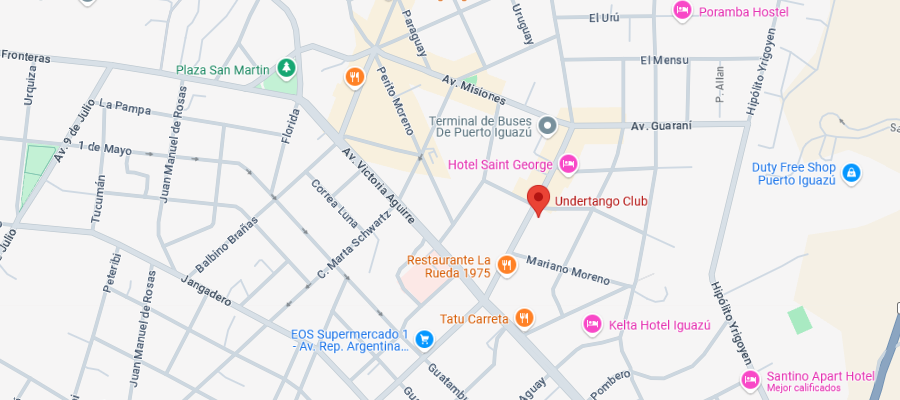 Poramba Hostel
El Urú
Uruguay
Paraguay
Fronteras
Plaza San Martin
El Mensu
P. Allan
Hipólito Yrigoyen
Urquiza
Perito Moreno
Av. Misiones
La Pampa
Juan Manuel de Rosas
Florida
Av. 9 de Julio
Terminal de Buses
De Puerto Iguazú
Av. Guaraní
1 de Mayo
Av. Victoria Aguirre
Hotel Saint George
Duty Free Shop
Puerto Iguazú
Tucumán
Correa Luna
Undertango Club
Balbino Brañas
C. Marta Schwartz
Restaurante La
Rueda 1975
Mariano Moreno
Peteribí
Jangadero
Juan Manuel de Rosas
Hipólito Yrigoyen
Tatu Carreta
Kelta Hotel Iguazú
EOS Supermercado 1
- Av. Rep. Argentina...
Guatambu
Aguay
Pombero
Santino Apart Hotel
Mejor calificados